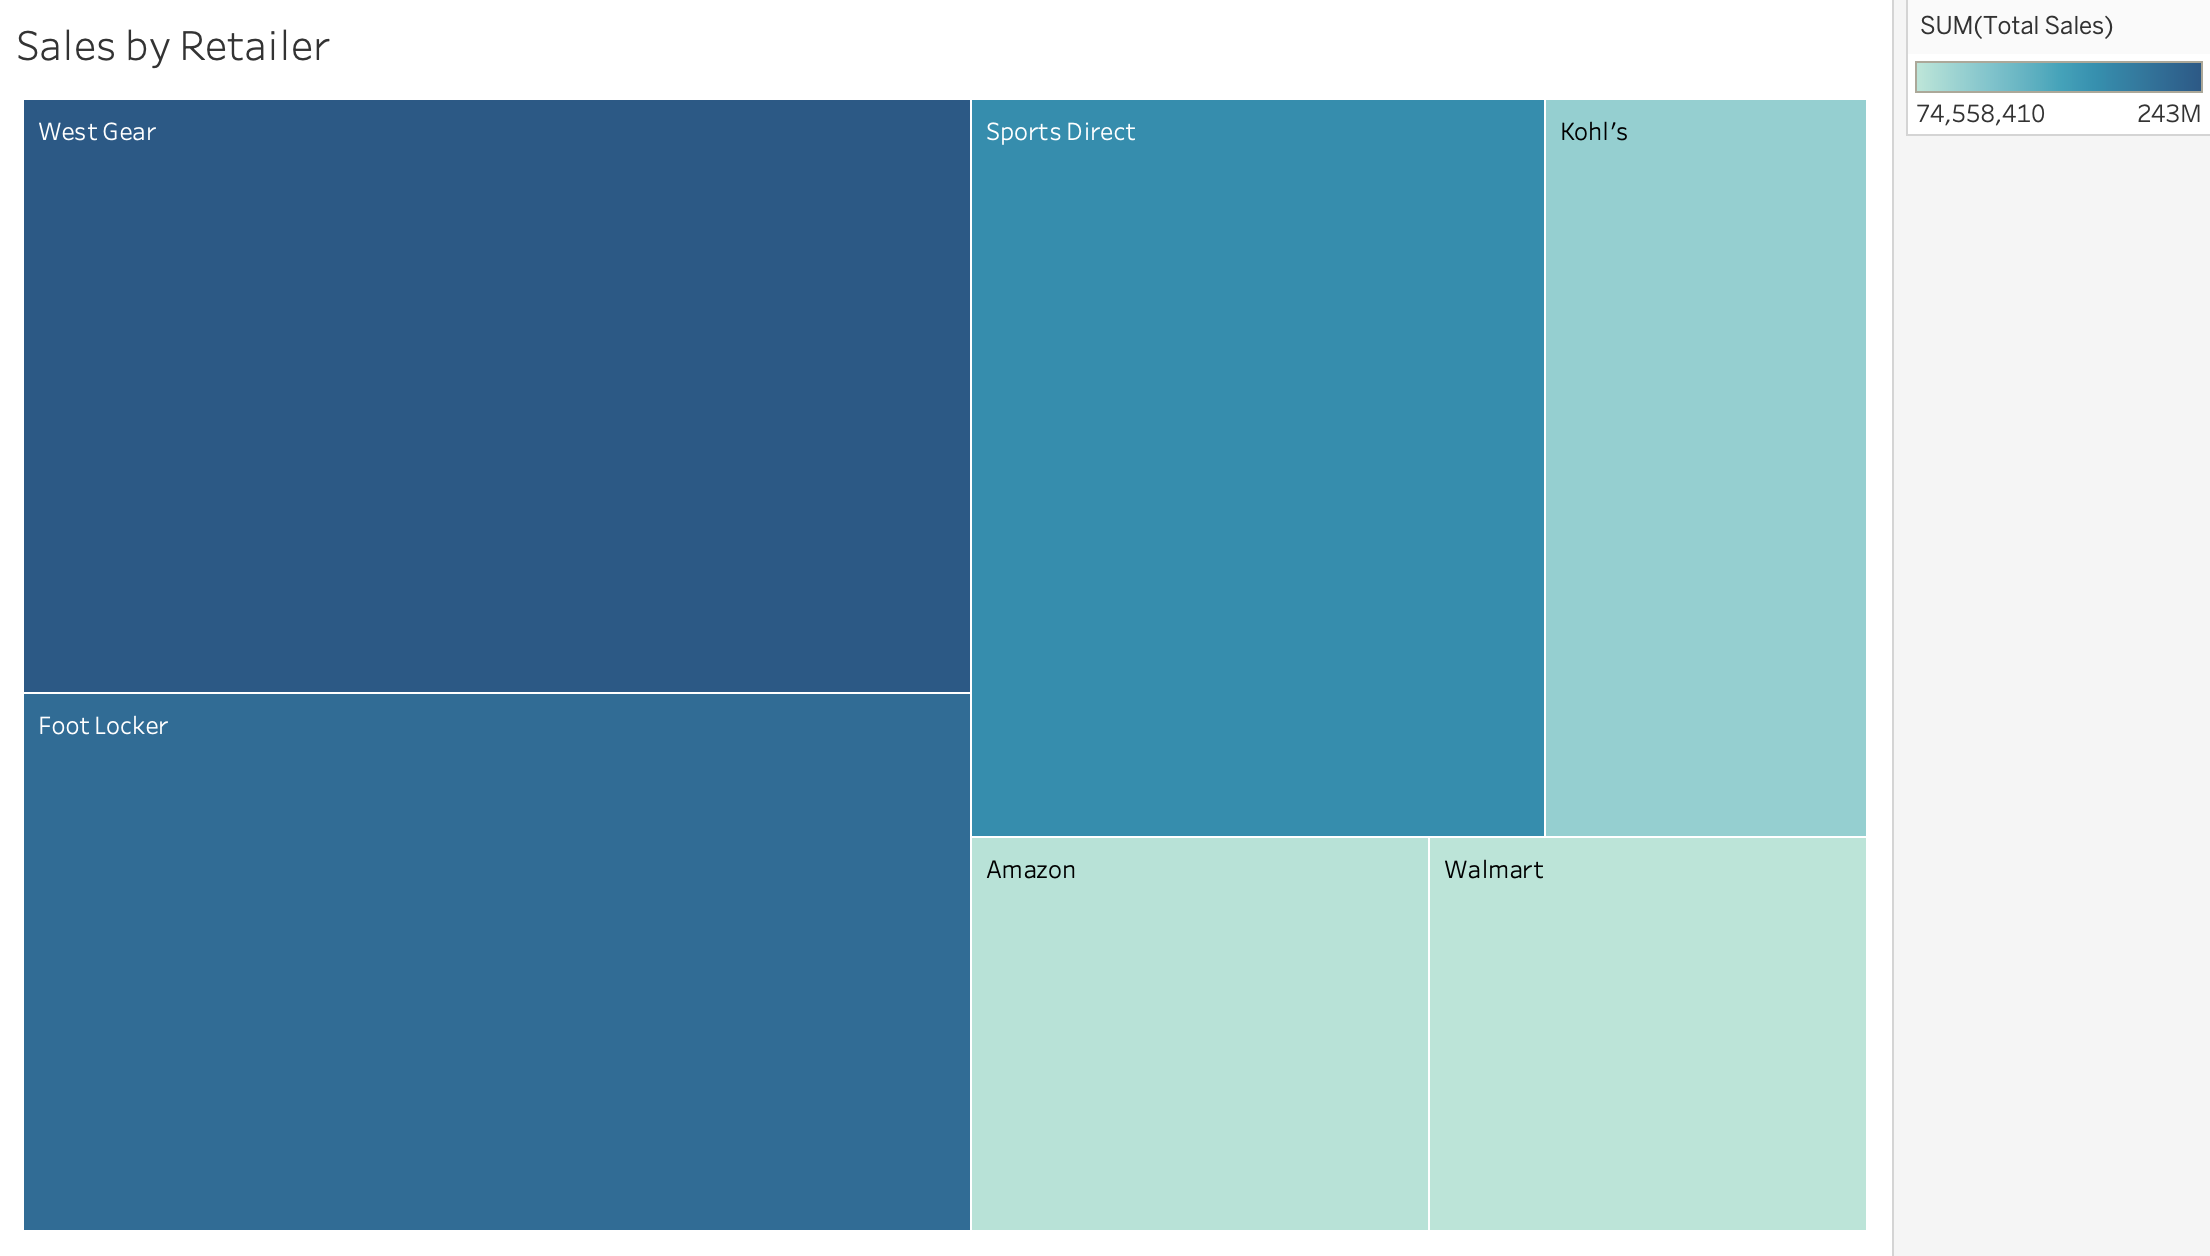 Sales by Retailer
West Gear
Sports Direct
Kohl’s
Foot Locker
Amazon
Walmart
SUM(Total Sales)
74,558,410 243M